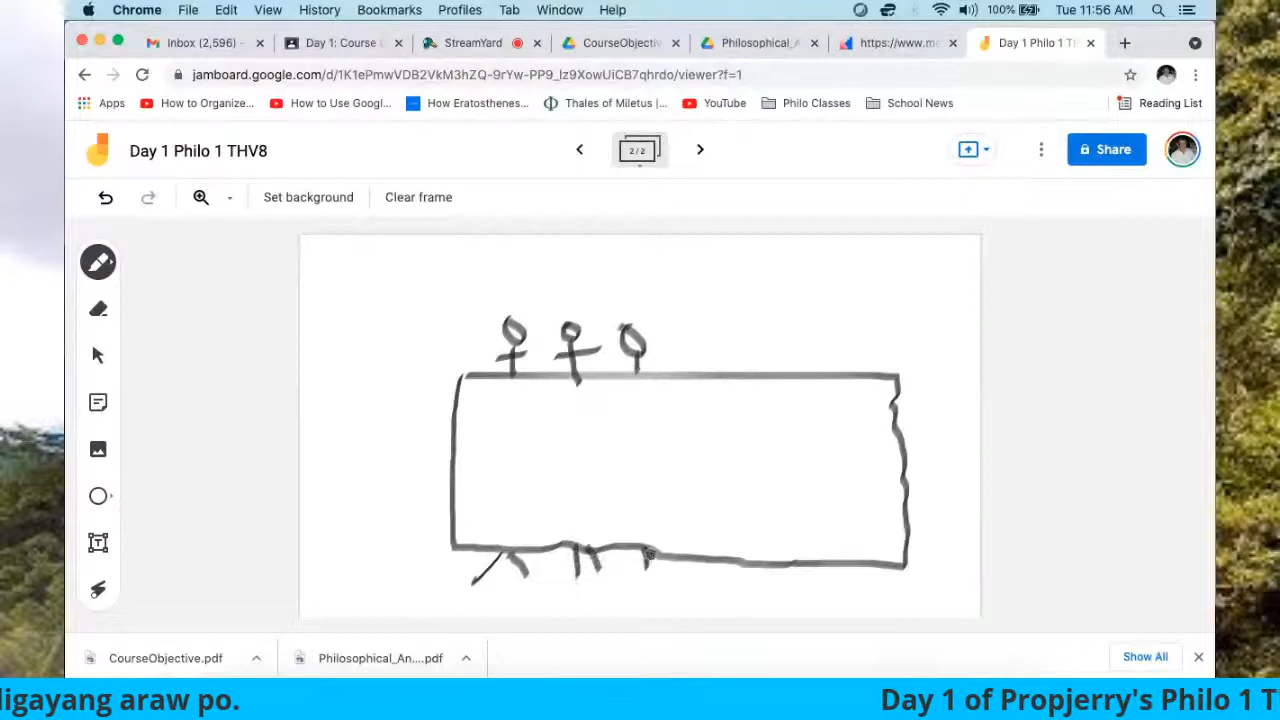 Chrome File Edit View History Bookmarks Profiles Tab Window Help 100% Tue 11:56 AM
Inbox (2,596) - Day 1: Course StreamYard CourseObjectiv Philosophical_A https://www.me Day 1 Philo 1 TH
jamboard.google.com/d/1K1ePmwVDB2VkM3hZQ-9rYw-PP9_Iz9XowUiCB7qhrdo/viewer?f=1
Apps How to Organize... How to Use Googl... How Eratosthenes... Thales of Miletus |... YouTube Philo Classes School News Reading List
Day 1 Philo 1 THV8 2/2 Share
Set background Clear frame
CourseObjective.pdf Philosophical_An....pdf Show All
ligayang araw po. Day 1 of Propjerry's Philo 1 T